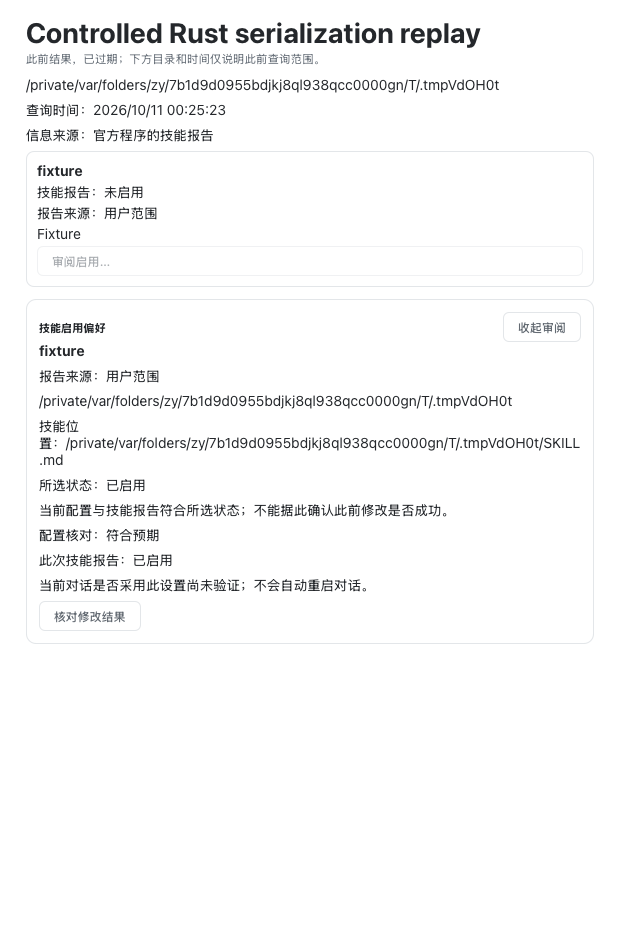 Controlled Rust serialization replay
此前结果，已过期；下方目录和时间仅说明此前查询范围。
/private/var/folders/zy/7b1d9d0955bdjkj8ql938qcc0000gn/T/.tmpVdOH0t
查询时间：2026/10/11 00:25:23
信息来源：官方程序的技能报告
fixture
技能报告：未启用
报告来源：用户范围
Fixture
审阅启用...
技能启用偏好
收起审阅
fixture
报告来源：用户范围
/private/var/folders/zy/7b1d9d0955bdjkj8ql938qcc0000gn/T/.tmpVdOH0t
技能位
置：/private/var/folders/zy/7b1d9d0955bdjkj8ql938qcc0000gn/T/.tmpVdOH0t/SKILL
.md
所选状态：已启用
当前配置与技能报告符合所选状态；不能据此确认此前修改是否成功。
配置核对：符合预期
此次技能报告：已启用
当前对话是否采用此设置尚未验证；不会自动重启对话。
核对修改结果